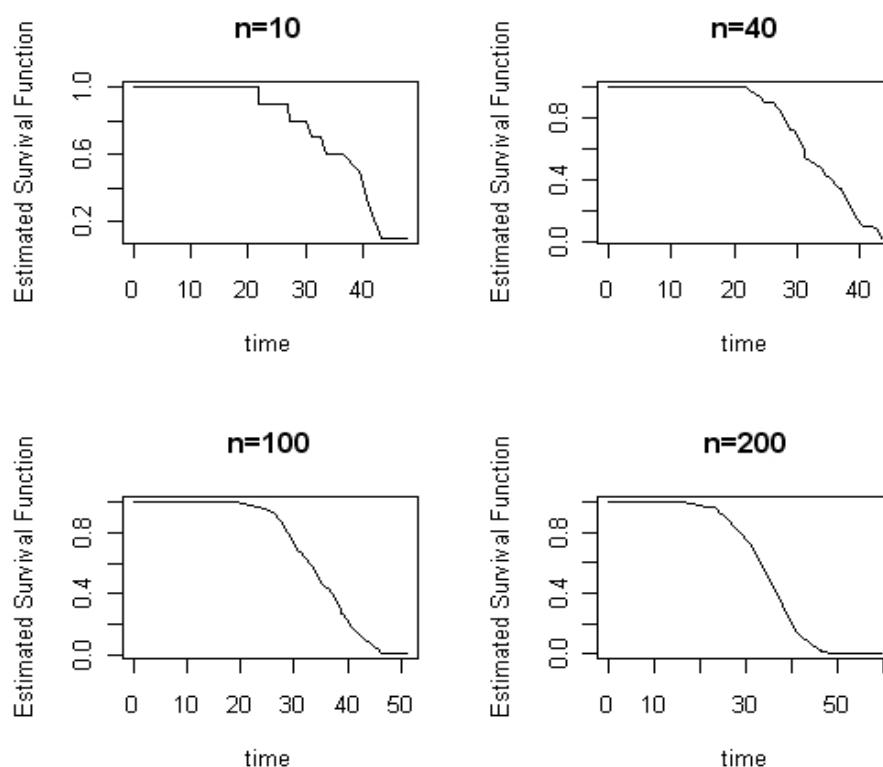 n=10
Estimated Survival Function
1.0
0.6
0.2
0 10 20 30 40
time
n=40
Estimated Survival Function
0.8
0.4
0.0
0 10 20 30 40
time
n=100
Estimated Survival Function
0.8
0.4
0.0
0 10 20 30 40 50
time
n=200
Estimated Survival Function
0.8
0.4
0.0
0 10 30 50
time